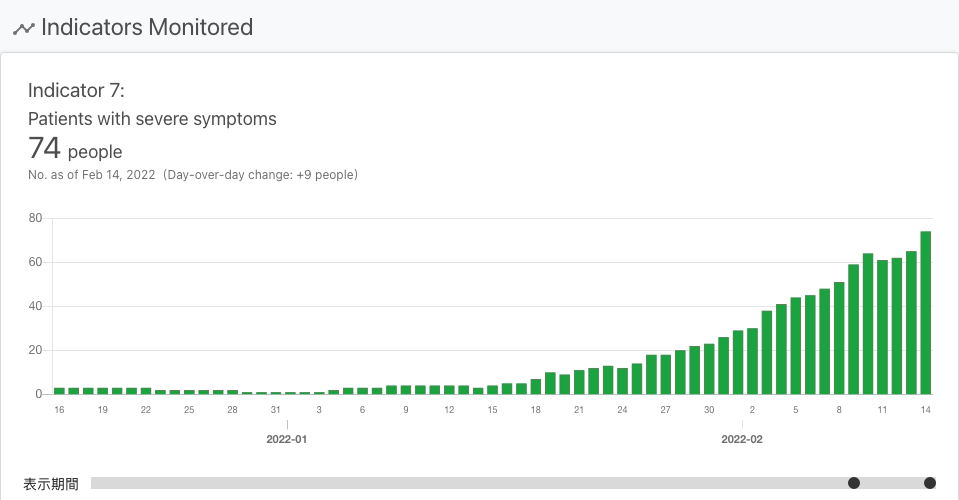 Indicators Monitored
Indicator 7:
Patients with severe symptoms
74 people
No. as of Feb 14, 2022 (Day-over-day change: +9 people)
80
60
40
20
0
16 19 22 25 28 31 3 6 9 12 15 18 21 24 27 30 2 5 8 11 14
2022-01 2022-02
表示期間